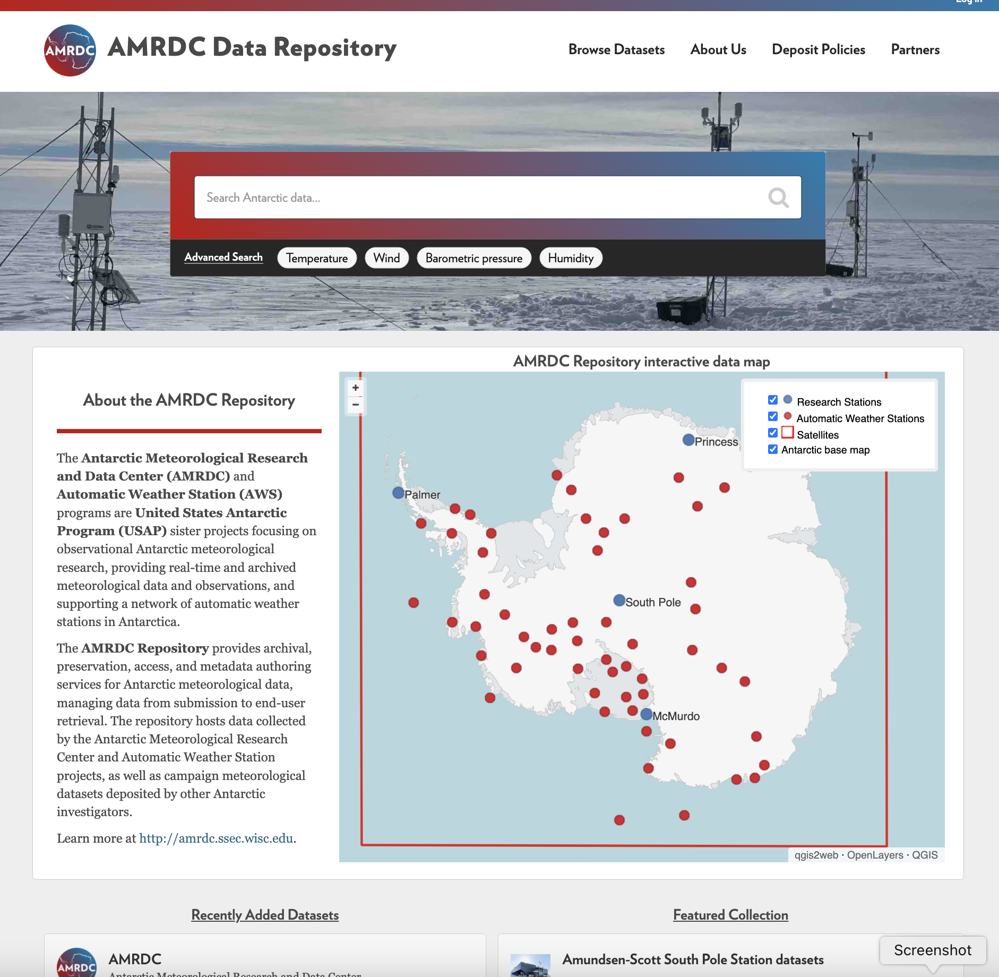 Log in
AMRDC
AMRDC Data Repository
Browse Datasets
About Us
Deposit Policies
Partners
Search Antarctic data...
Advanced Search
Temperature
Wind
Barometric pressure
Humidity
About the AMRDC Repository
The Antarctic Meteorological Research
and Data Center (AMRDC) and
Automatic Weather Station (AWS)
programs are United States Antarctic
Program (USAP) sister projects focusing on
observational Antarctic meteorological
research, providing real-time and archived
meteorological data and observations, and
supporting a network of automatic weather
stations in Antarctica.
The AMRDC Repository provides archival,
preservation, access, and metadata authoring
services for Antarctic meteorological data,
managing data from submission to end-user
retrieval. The repository hosts data collected
by the Antarctic Meteorological Research
Center and Automatic Weather Station
projects, as well as campaign meteorological
datasets deposited by other Antarctic
investigators.
Learn more at http://amrdc.ssec.wisc.edu.
AMRDC Repository interactive data map
+
−
Research Stations
Automatic Weather Stations
Satellites
Antarctic base map
Princess
Palmer
South Pole
McMurdo
qgis2web · OpenLayers · QGIS
Recently Added Datasets
AMRDC
AMRDC
Antarctic Meteorological Research and Data Center
Featured Collection
Amundsen-Scott South Pole Station datasets
Screenshot